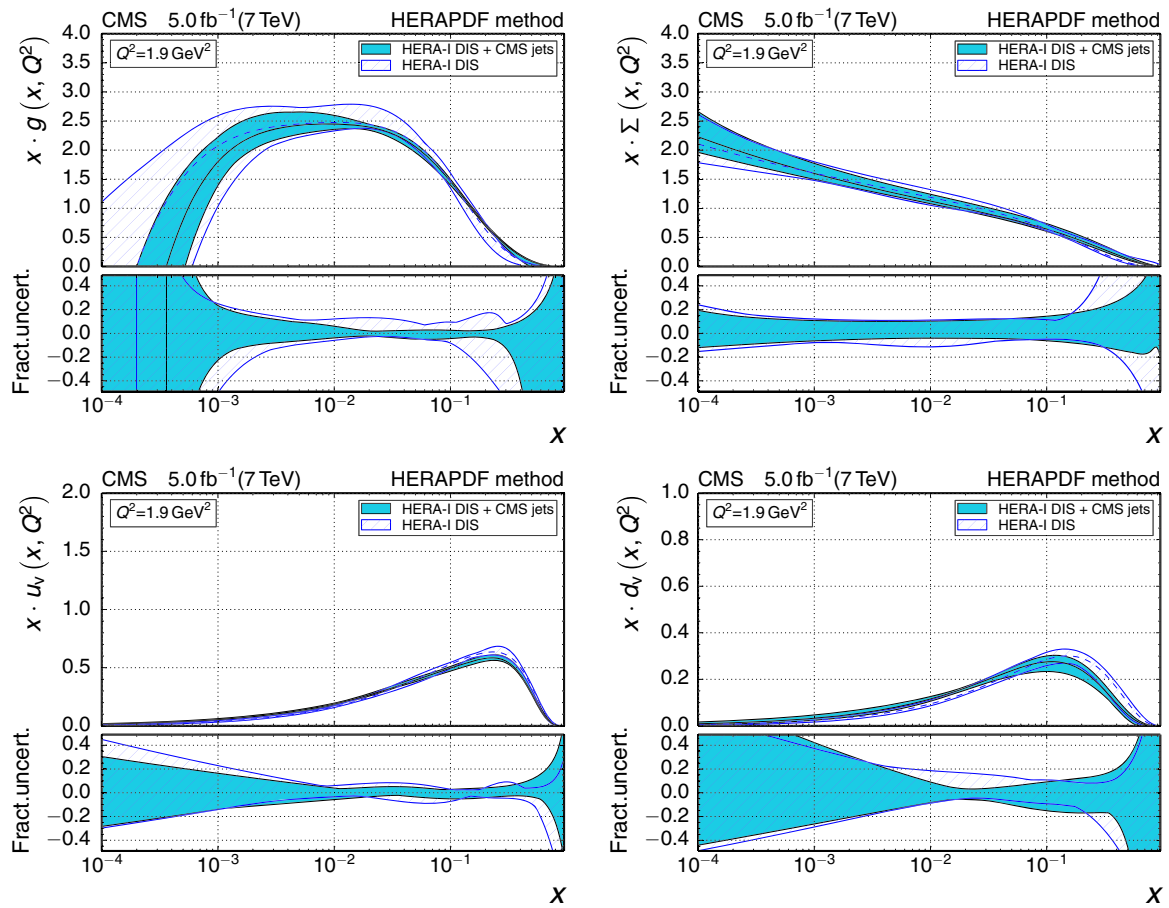 CMS 5.0 fb⁻¹(7 TeV) HERAPDF method
Q²=1.9 GeV²
HERA-I DIS + CMS jets
HERA-I DIS
x · g (x, Q²)
4.0
3.5
3.0
2.5
2.0
1.5
1.0
0.5
0.0
Fract.uncert.
0.4
0.2
0.0
−0.2
−0.4
10⁻⁴ 10⁻³ 10⁻² 10⁻¹
x
CMS 5.0 fb⁻¹(7 TeV) HERAPDF method
Q²=1.9 GeV²
HERA-I DIS + CMS jets
HERA-I DIS
x · Σ (x, Q²)
4.0
3.5
3.0
2.5
2.0
1.5
1.0
0.5
0.0
Fract.uncert.
0.4
0.2
0.0
−0.2
−0.4
10⁻⁴ 10⁻³ 10⁻² 10⁻¹
x
CMS 5.0 fb⁻¹(7 TeV) HERAPDF method
Q²=1.9 GeV²
HERA-I DIS + CMS jets
HERA-I DIS
x · uᵥ (x, Q²)
2.0
1.5
1.0
0.5
0.0
Fract.uncert.
0.4
0.2
0.0
−0.2
−0.4
10⁻⁴ 10⁻³ 10⁻² 10⁻¹
x
CMS 5.0 fb⁻¹(7 TeV) HERAPDF method
Q²=1.9 GeV²
HERA-I DIS + CMS jets
HERA-I DIS
x · dᵥ (x, Q²)
1.0
0.8
0.6
0.4
0.2
0.0
Fract.uncert.
0.4
0.2
0.0
−0.2
−0.4
10⁻⁴ 10⁻³ 10⁻² 10⁻¹
x